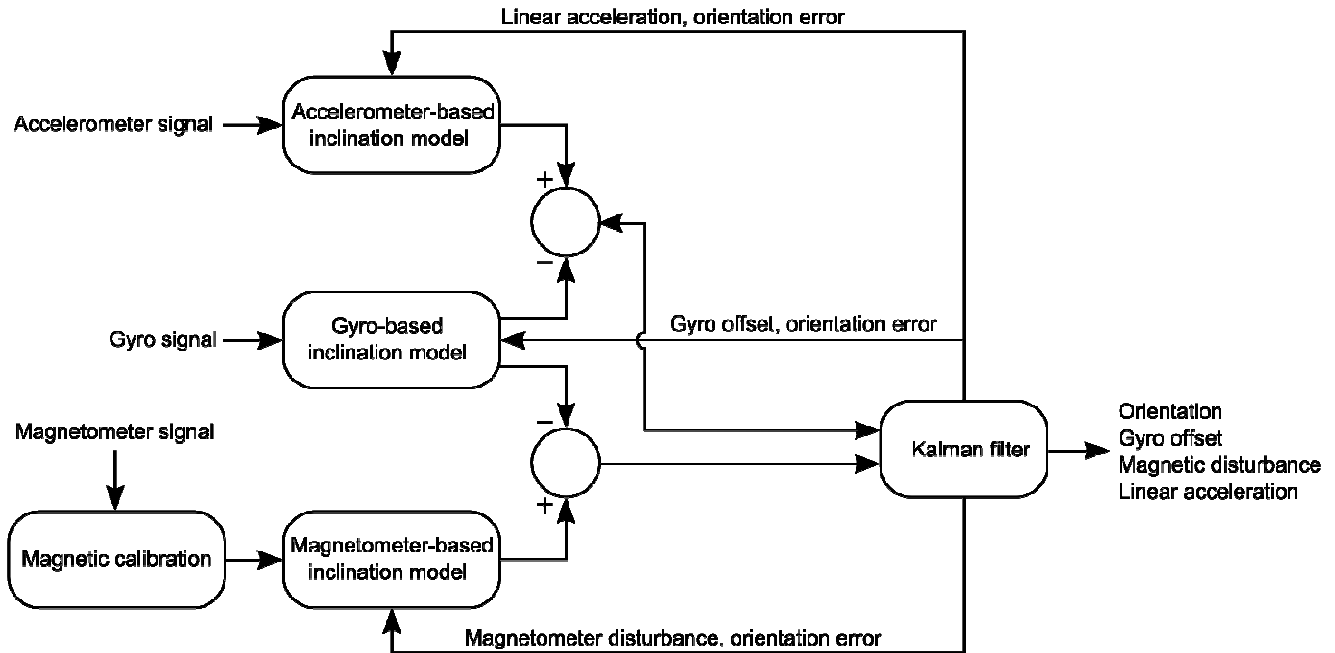 Linear acceleration, orientation error
Accelerometer signal
Accelerometer-based
inclination model
+
−
Gyro signal
Gyro-based
inclination model
Gyro offset, orientation error
Magnetometer signal
−
+
Kalman filter
Orientation
Gyro offset
Magnetic disturbance
Linear acceleration
Magnetic calibration
Magnetometer-based
inclination model
Magnetometer disturbance, orientation error